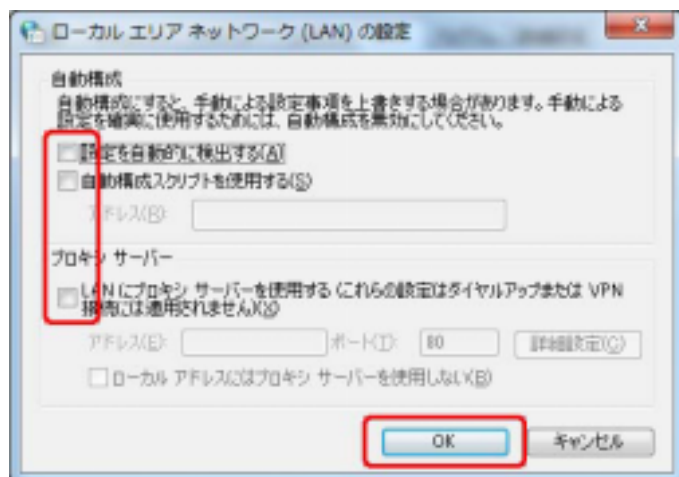 ローカル エリア ネットワーク (LAN) の設定
自動構成
自動構成にすると、手動による設定事項を上書きする場合があります。手動による
設定を確実に使用するためには、自動構成を無効にしてください。
設定を自動的に検出する(A)
自動構成スクリプトを使用する(S)
アドレス(R):
プロキシ サーバー
LAN にプロキシ サーバーを使用する (これらの設定はダイヤルアップまたは VPN
接続には適用されません)(X)
アドレス(E): ポート(T): 80 詳細設定(C)
ローカル アドレスにはプロキシ サーバーを使用しない(B)
OK キャンセル